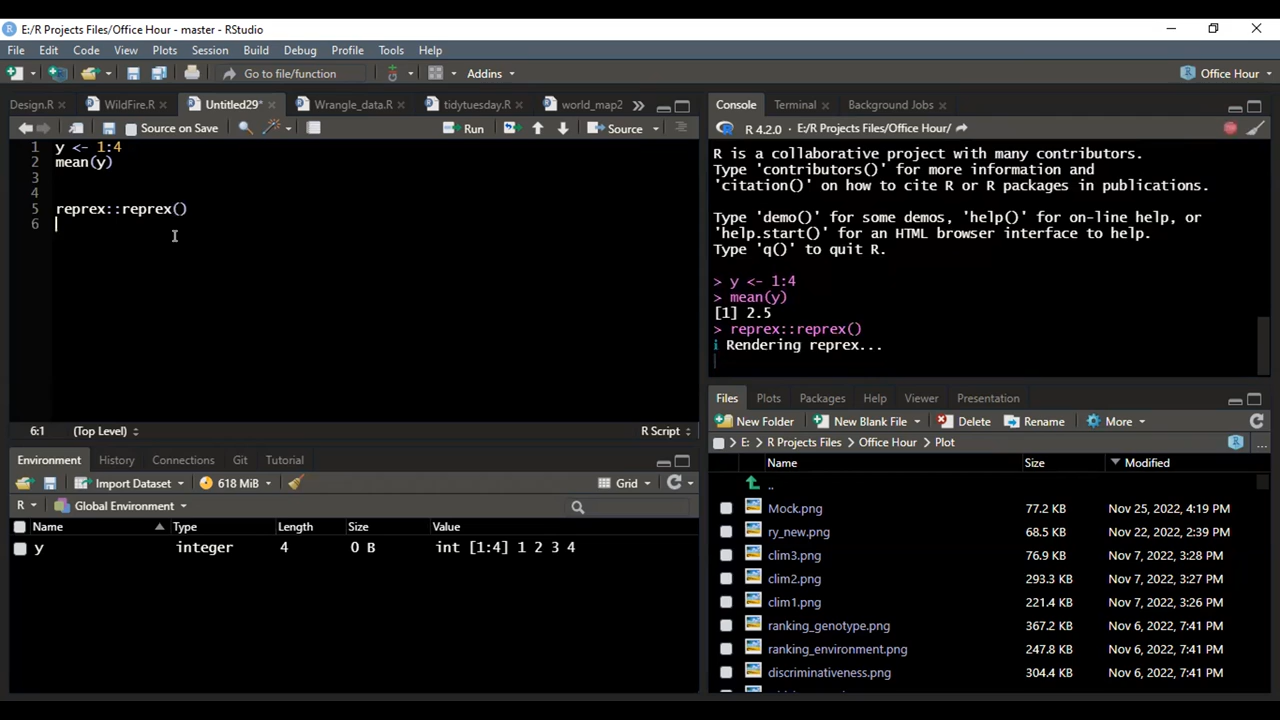 E:/R Projects Files/Office Hour - master - RStudio
File Edit Code View Plots Session Build Debug Profile Tools Help
Go to file/function Addins Office Hour
Design.R WildFire.R Untitled29* Wrangle_data.R tidytuesday.R world_map2
Source on Save Run Source
1 y <- 1:4
2 mean(y)
3
4
5 reprex::reprex()
6
6:1 (Top Level) R Script
Console Terminal Background Jobs
R 4.2.0 · E:/R Projects Files/Office Hour/
R is a collaborative project with many contributors.
Type 'contributors()' for more information and
'citation()' on how to cite R or R packages in publications.
Type 'demo()' for some demos, 'help()' for on-line help, or
'help.start()' for an HTML browser interface to help.
Type 'q()' to quit R.
> y <- 1:4
> mean(y)
[1] 2.5
> reprex::reprex()
i Rendering reprex...
Environment History Connections Git Tutorial
Import Dataset 618 MiB Grid
R Global Environment
Name Type Length Size Value
y integer 4 0 B int [1:4] 1 2 3 4
Files Plots Packages Help Viewer Presentation
New Folder New Blank File Delete Rename More
E: R Projects Files Office Hour Plot ...
Name Size Modified
..
Mock.png 77.2 KB Nov 25, 2022, 4:19 PM
ry_new.png 68.5 KB Nov 22, 2022, 2:39 PM
clim3.png 76.9 KB Nov 7, 2022, 3:28 PM
clim2.png 293.3 KB Nov 7, 2022, 3:27 PM
clim1.png 221.4 KB Nov 7, 2022, 3:26 PM
ranking_genotype.png 367.2 KB Nov 6, 2022, 7:41 PM
ranking_environment.png 247.8 KB Nov 6, 2022, 7:41 PM
discriminativeness.png 304.4 KB Nov 6, 2022, 7:41 PM